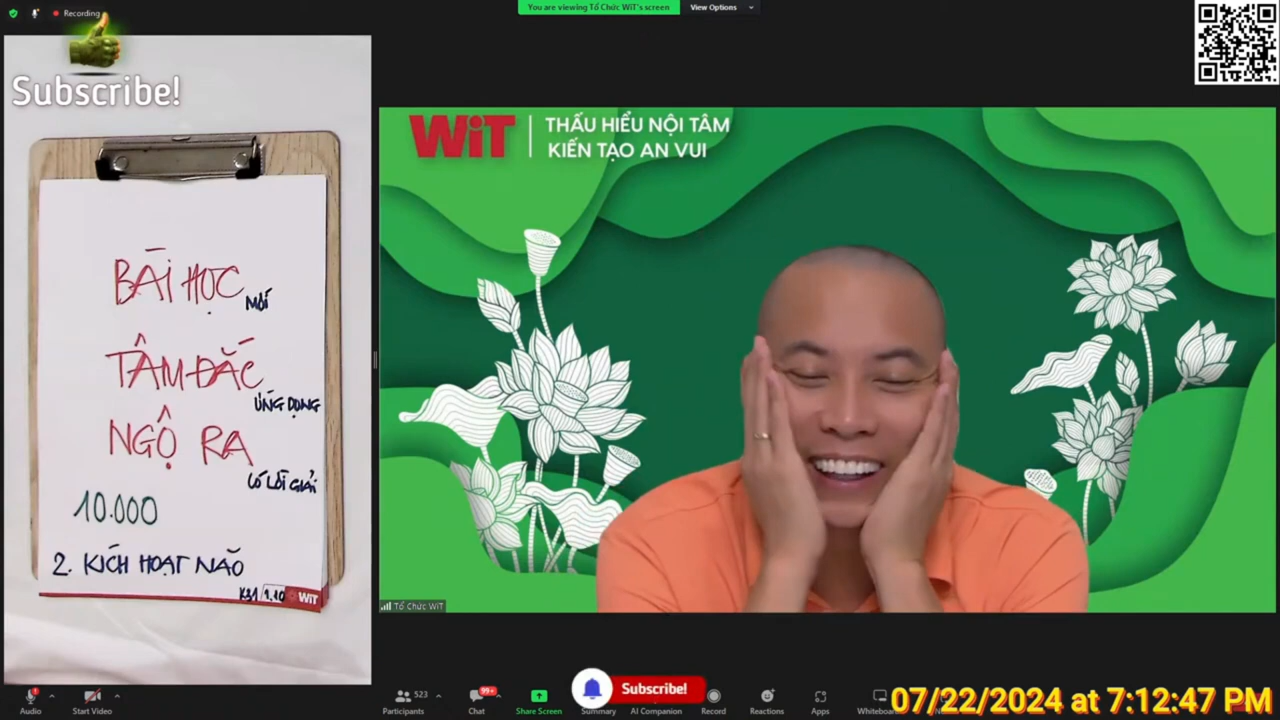 Recording
You are viewing Tổ Chức WiT's screen
View Options
Subscribe!
BÀI HỌC
MỚI
TÂM ĐẮC
ỨNG DỤNG
NGỘ RA
CÓ LỜI GIẢI
10.000
2. KÍCH HOẠT NÃO
K31 1.10 WiT
WiT
THẤU HIỂU NỘI TÂM
KIẾN TẠO AN VUI
Tổ Chức WiT
Audio
Start Video
Participants
523
Chat
99+
Share Screen
Summary
AI Companion
Subscribe!
Record
Reactions
Apps
07/22/2024 at 7:12:47 PM